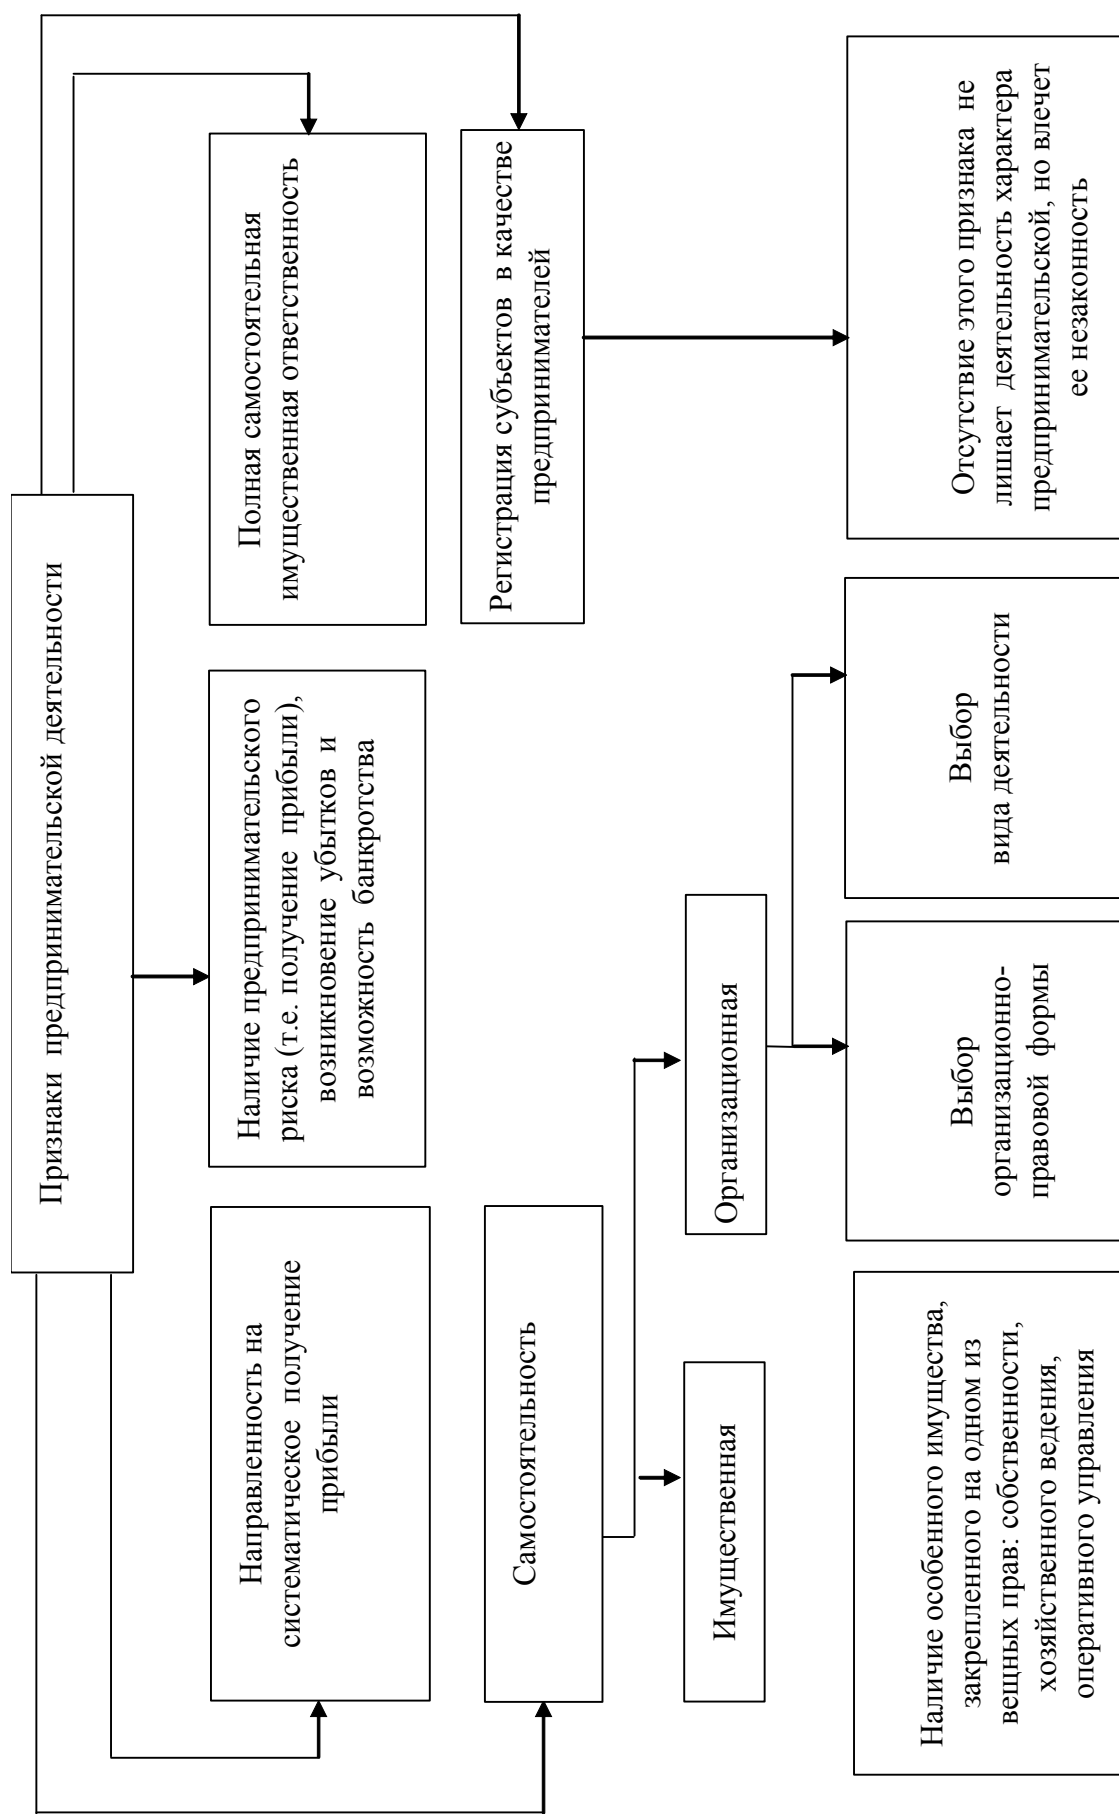 Признаки предпринимательской деятельности
Направленность на
систематическое получение
прибыли
Наличие предпринимательского
риска (т.е. получение прибыли),
возникновение убытков и
возможность банкротства
Полная самостоятельная
имущественная ответственность
Самостоятельность
Регистрация субъектов в качестве
предпринимателей
Имущественная
Организационная
Наличие особенного имущества,
закрепленного на одном из
вещных прав: собственности,
хозяйственного ведения,
оперативного управления
Выбор
организационно-
правовой формы
Выбор
вида деятельности
Отсутствие этого признака не
лишает деятельность характера
предпринимательской, но влечет
ее незаконность